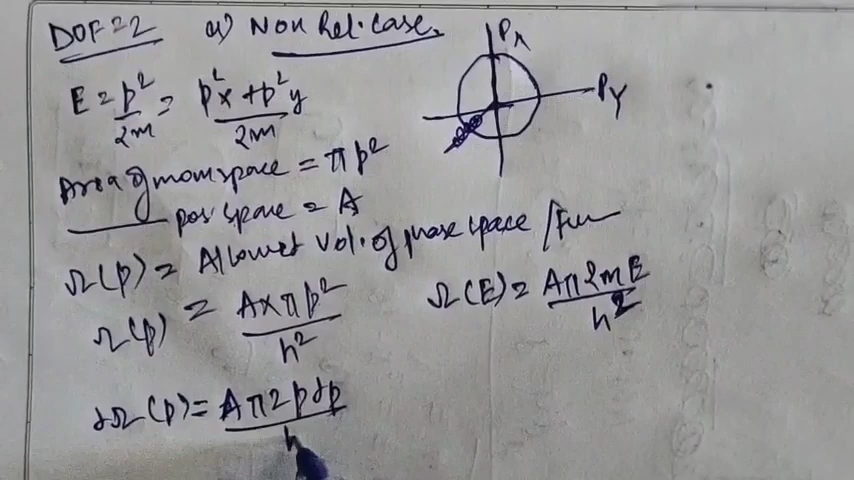 DOF = 2 a) Non Rel. case.
E = p²/2m = p²x + p²y/2m
Px
Py
Area of mom space = πp²
pos. space = A
Ω(p) = Allowed Vol. of phase space /
Ω(p) = A×πp²/h²
Ω(E) = Aπ2mE/h²
dΩ(p) = Aπ2pdp/h